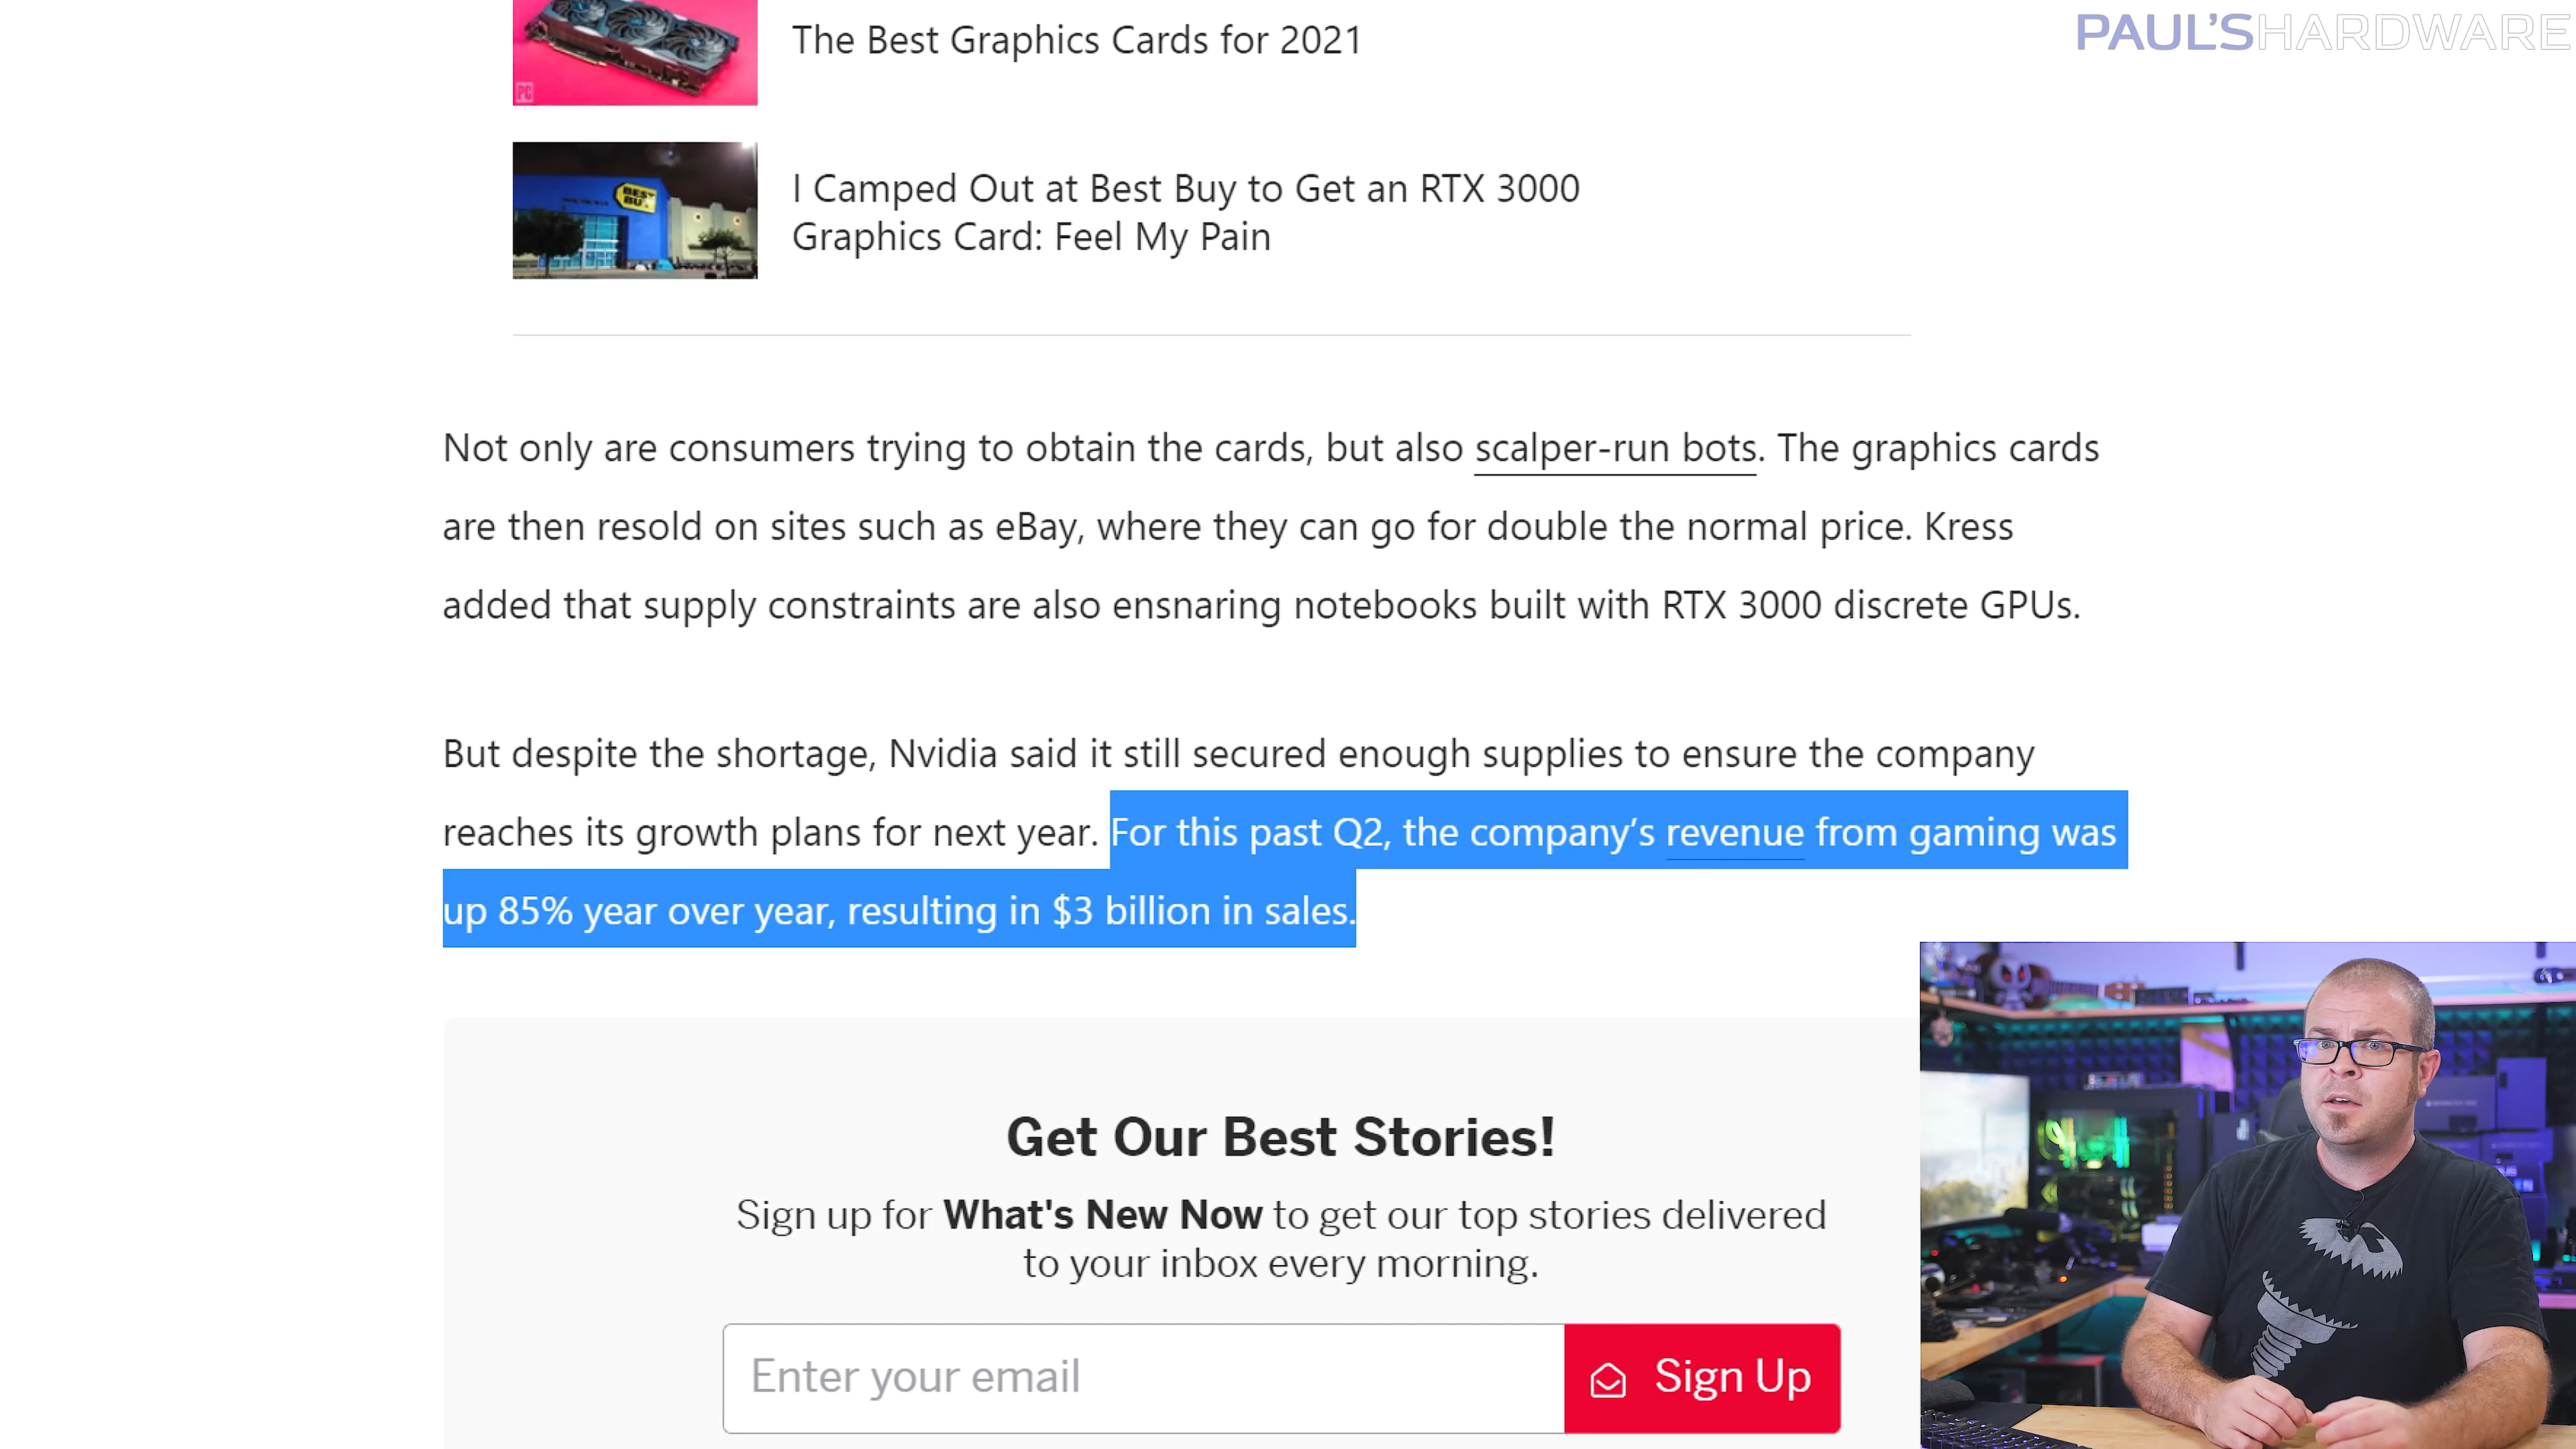 PAUL'SHARDWARE
The Best Graphics Cards for 2021
PC
BEST
BUY
I Camped Out at Best Buy to Get an RTX 3000
Graphics Card: Feel My Pain
Not only are consumers trying to obtain the cards, but also scalper-run bots. The graphics cards
are then resold on sites such as eBay, where they can go for double the normal price. Kress
added that supply constraints are also ensnaring notebooks built with RTX 3000 discrete GPUs.
But despite the shortage, Nvidia said it still secured enough supplies to ensure the company
reaches its growth plans for next year. For this past Q2, the company’s revenue from gaming was
up 85% year over year, resulting in $3 billion in sales.
Get Our Best Stories!
Sign up for What's New Now to get our top stories delivered
to your inbox every morning.
Enter your email
Sign Up